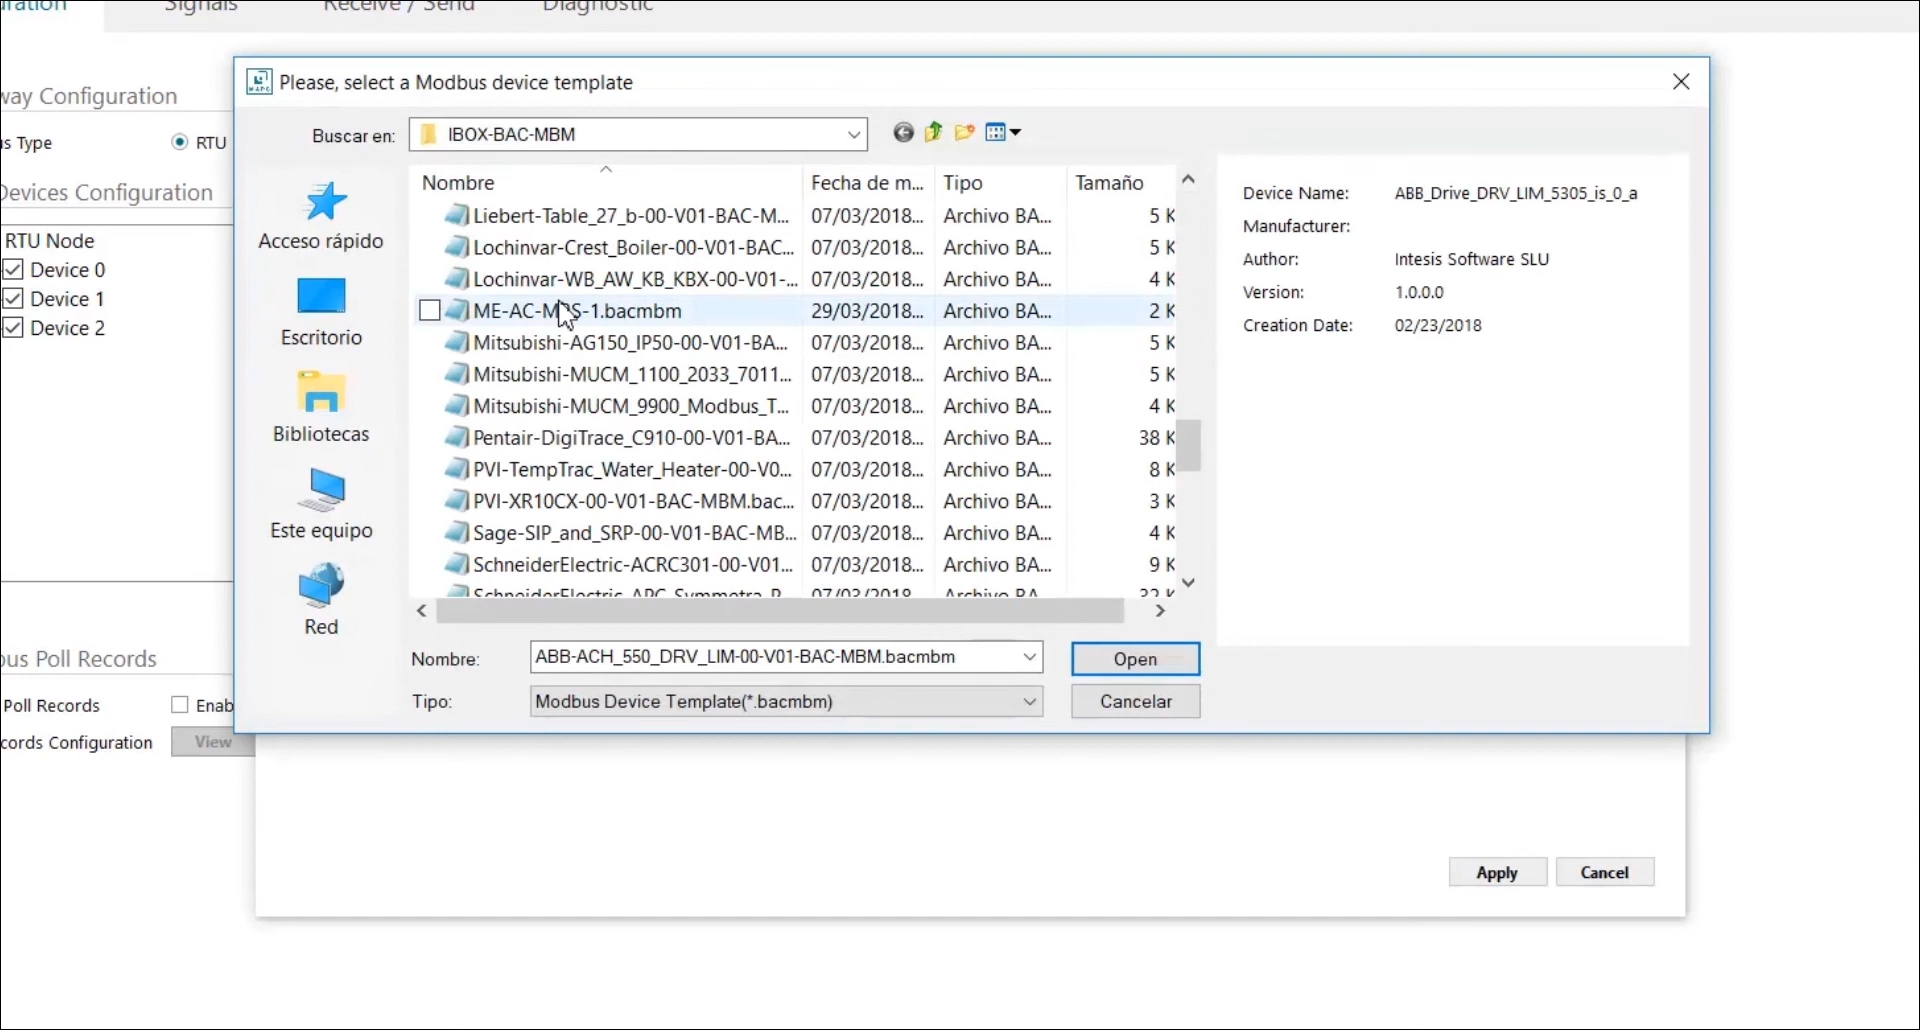 Signals
Diagnostic
Please, select a Modbus device template
way Configuration
Buscar en:
IBOX-BAC-MBM
s Type
RTU
Devices Configuration
RTU Node
Device 0
Device 1
Device 2
Acceso rápido
Escritorio
Bibliotecas
Este equipo
Red
Nombre Fecha de m... Tipo Tamaño
Liebert-Table_27_b-00-V01-BAC-M... 07/03/2018... Archivo BA... 5 K
Lochinvar-Crest_Boiler-00-V01-BAC... 07/03/2018... Archivo BA... 5 K
Lochinvar-WB_AW_KB_KBX-00-V01-... 07/03/2018... Archivo BA... 4 K
29/03/2018... Archivo BA... 2 K
Mitsubishi-AG150_IP50-00-V01-BA... 07/03/2018... Archivo BA... 5 K
Mitsubishi-MUCM_1100_2033_7011... 07/03/2018... Archivo BA... 5 K
Mitsubishi-MUCM_9900_Modbus_T... 07/03/2018... Archivo BA... 4 K
Pentair-DigiTrace_C910-00-V01-BA... 07/03/2018... Archivo BA... 38 K
PVI-TempTrac_Water_Heater-00-V0... 07/03/2018... Archivo BA... 8 K
PVI-XR10CX-00-V01-BAC-MBM.bac... 07/03/2018... Archivo BA... 3 K
Sage-SIP_and_SRP-00-V01-BAC-MB... 07/03/2018... Archivo BA... 4 K
SchneiderElectric-ACRC301-00-V01... 07/03/2018... Archivo BA... 9 K
Device Name: ABB_Drive_DRV_LIM_5305_is_0_a
Manufacturer:
Author: Intesis Software SLU
Version: 1.0.0.0
Creation Date: 02/23/2018
Nombre:
ABB-ACH_550_DRV_LIM-00-V01-BAC-MBM.bacmbm
Open
Tipo:
Modbus Device Template(*.bacmbm)
Cancelar
us Poll Records
Poll Records
Enab
cords Configuration
View
Apply
Cancel